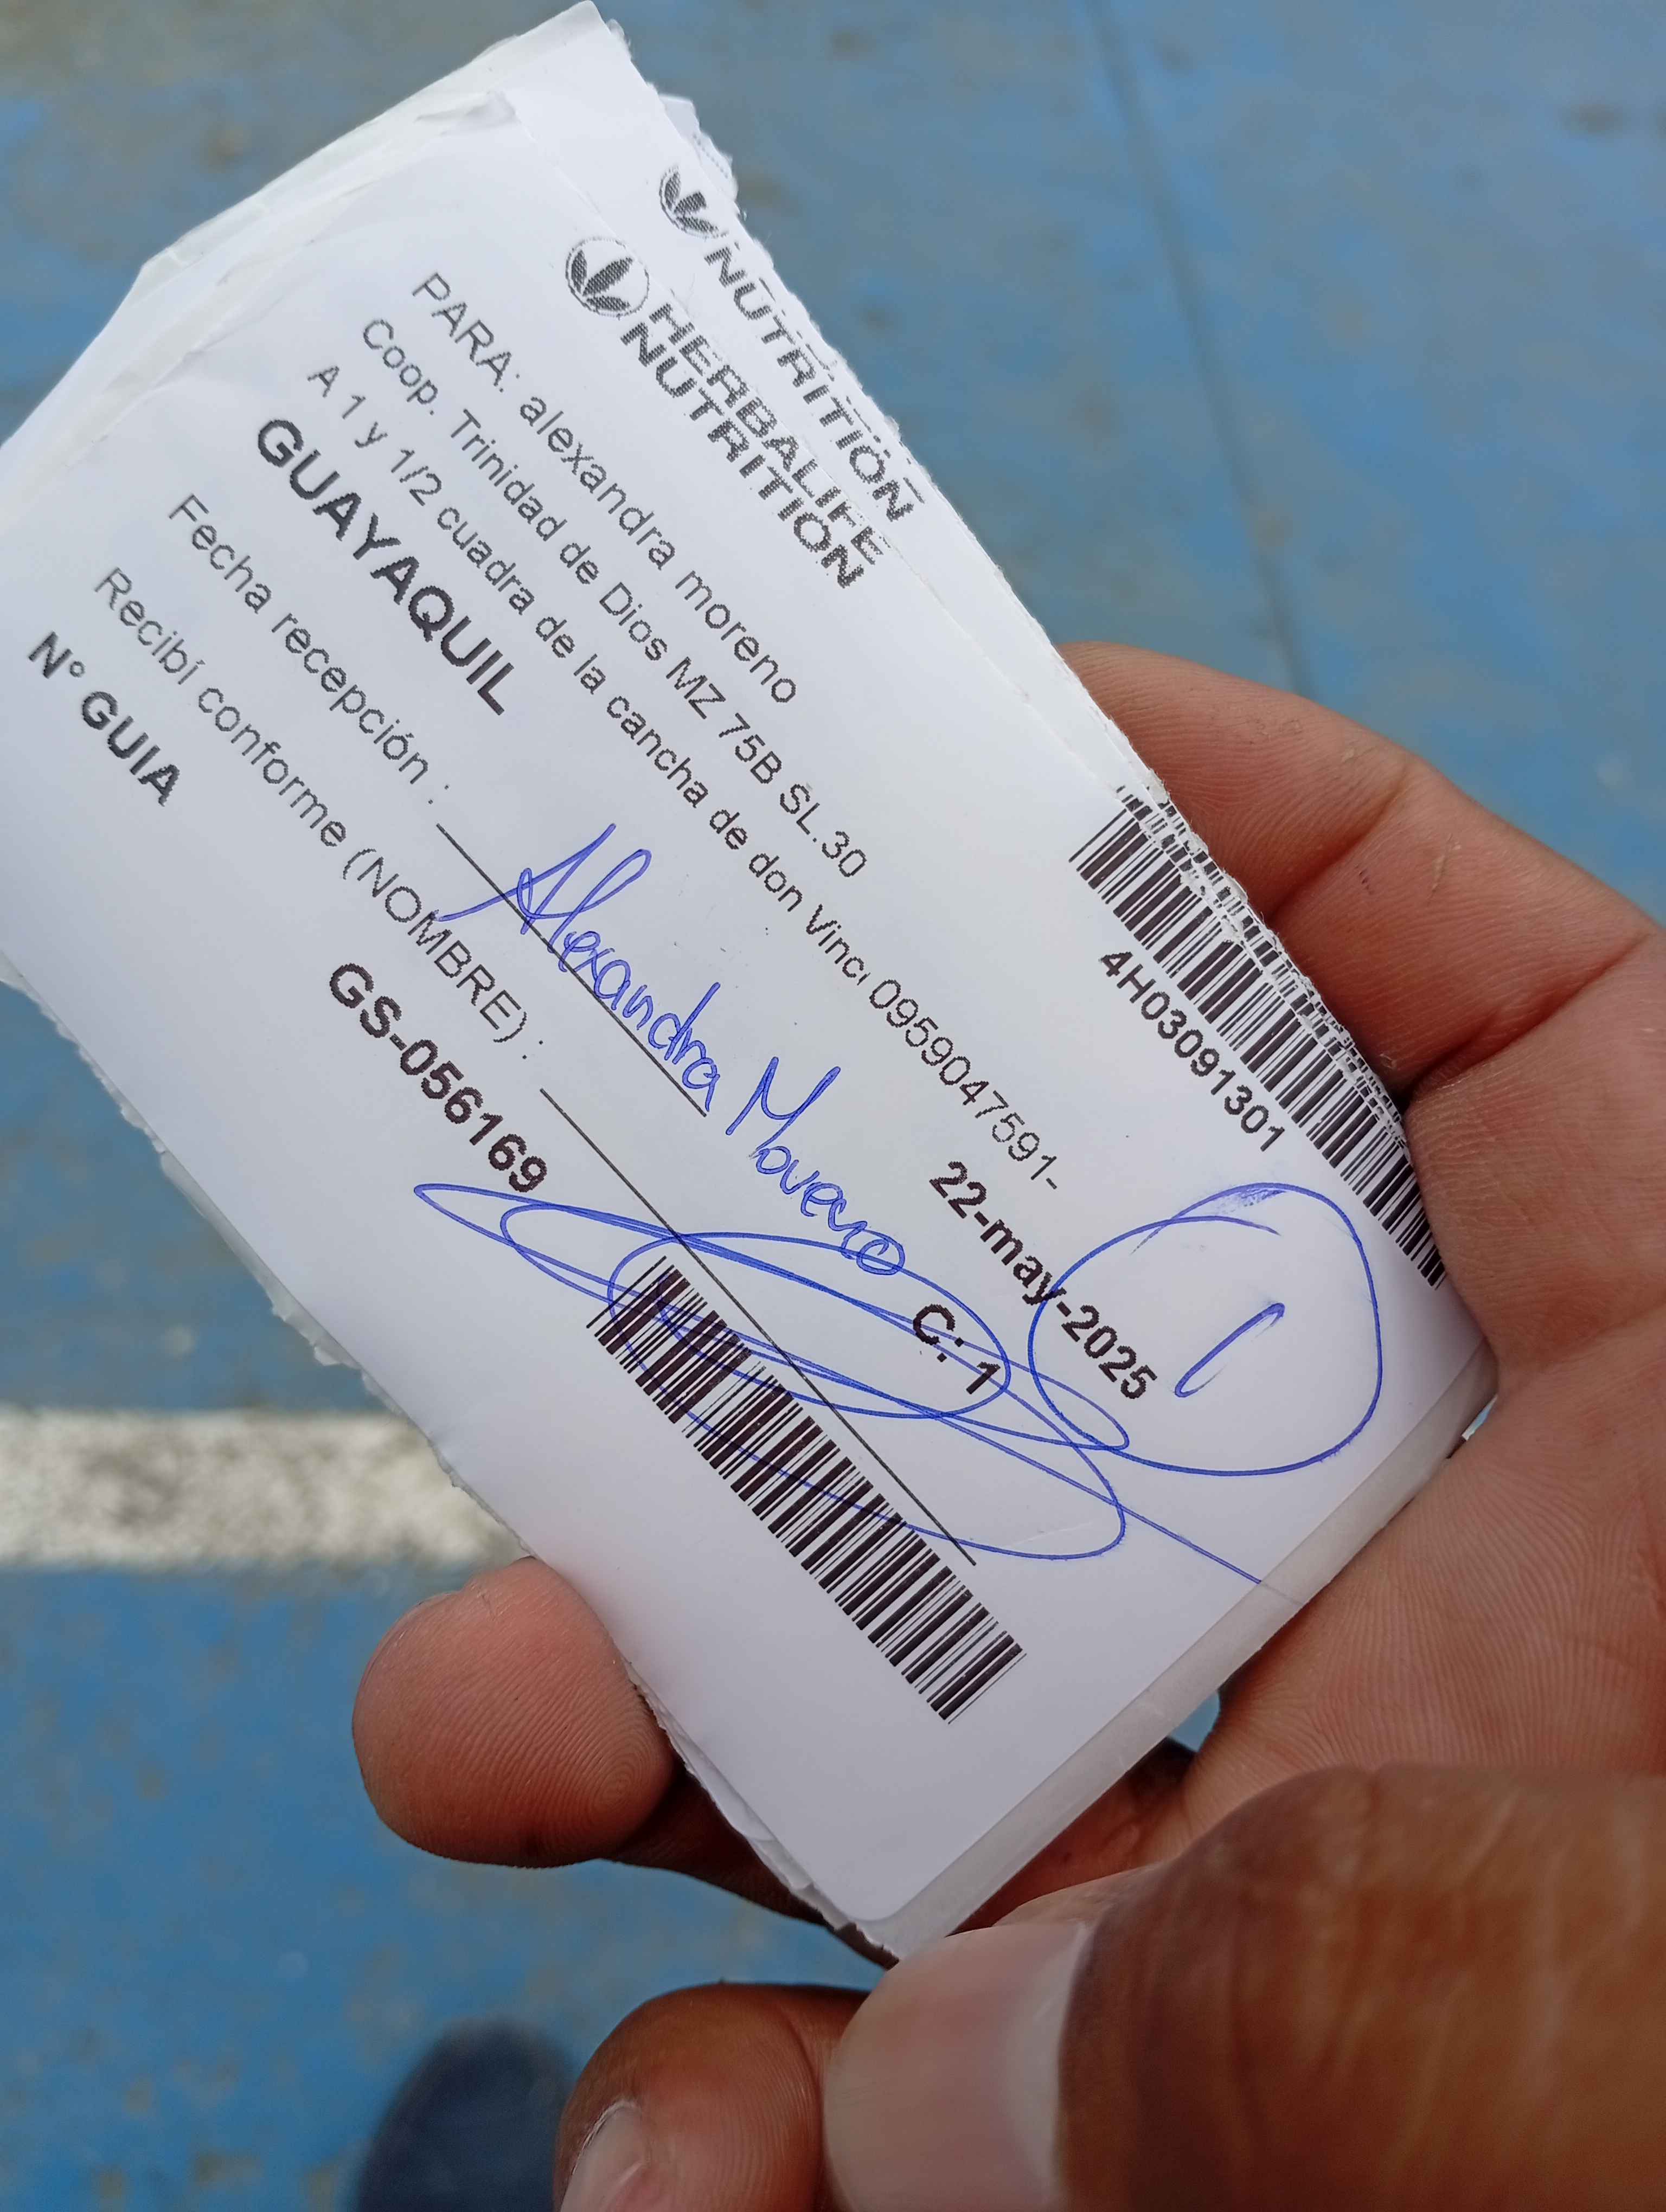 NUTRITION
HERBALIFE
NUTRITION
4H03091301
PARA: alexandra moreno
Coop. Trinidad de Dios MZ 75B SL.30
A 1 y 1/2 cuadra de la cancha de don Vinci 0959047591-
GUAYAQUIL
22-may-2025
1
Fecha recepción :
Alexandra Moreno
C: 1
Recibí conforme (NOMBRE) :
N° GUIA
GS-056169